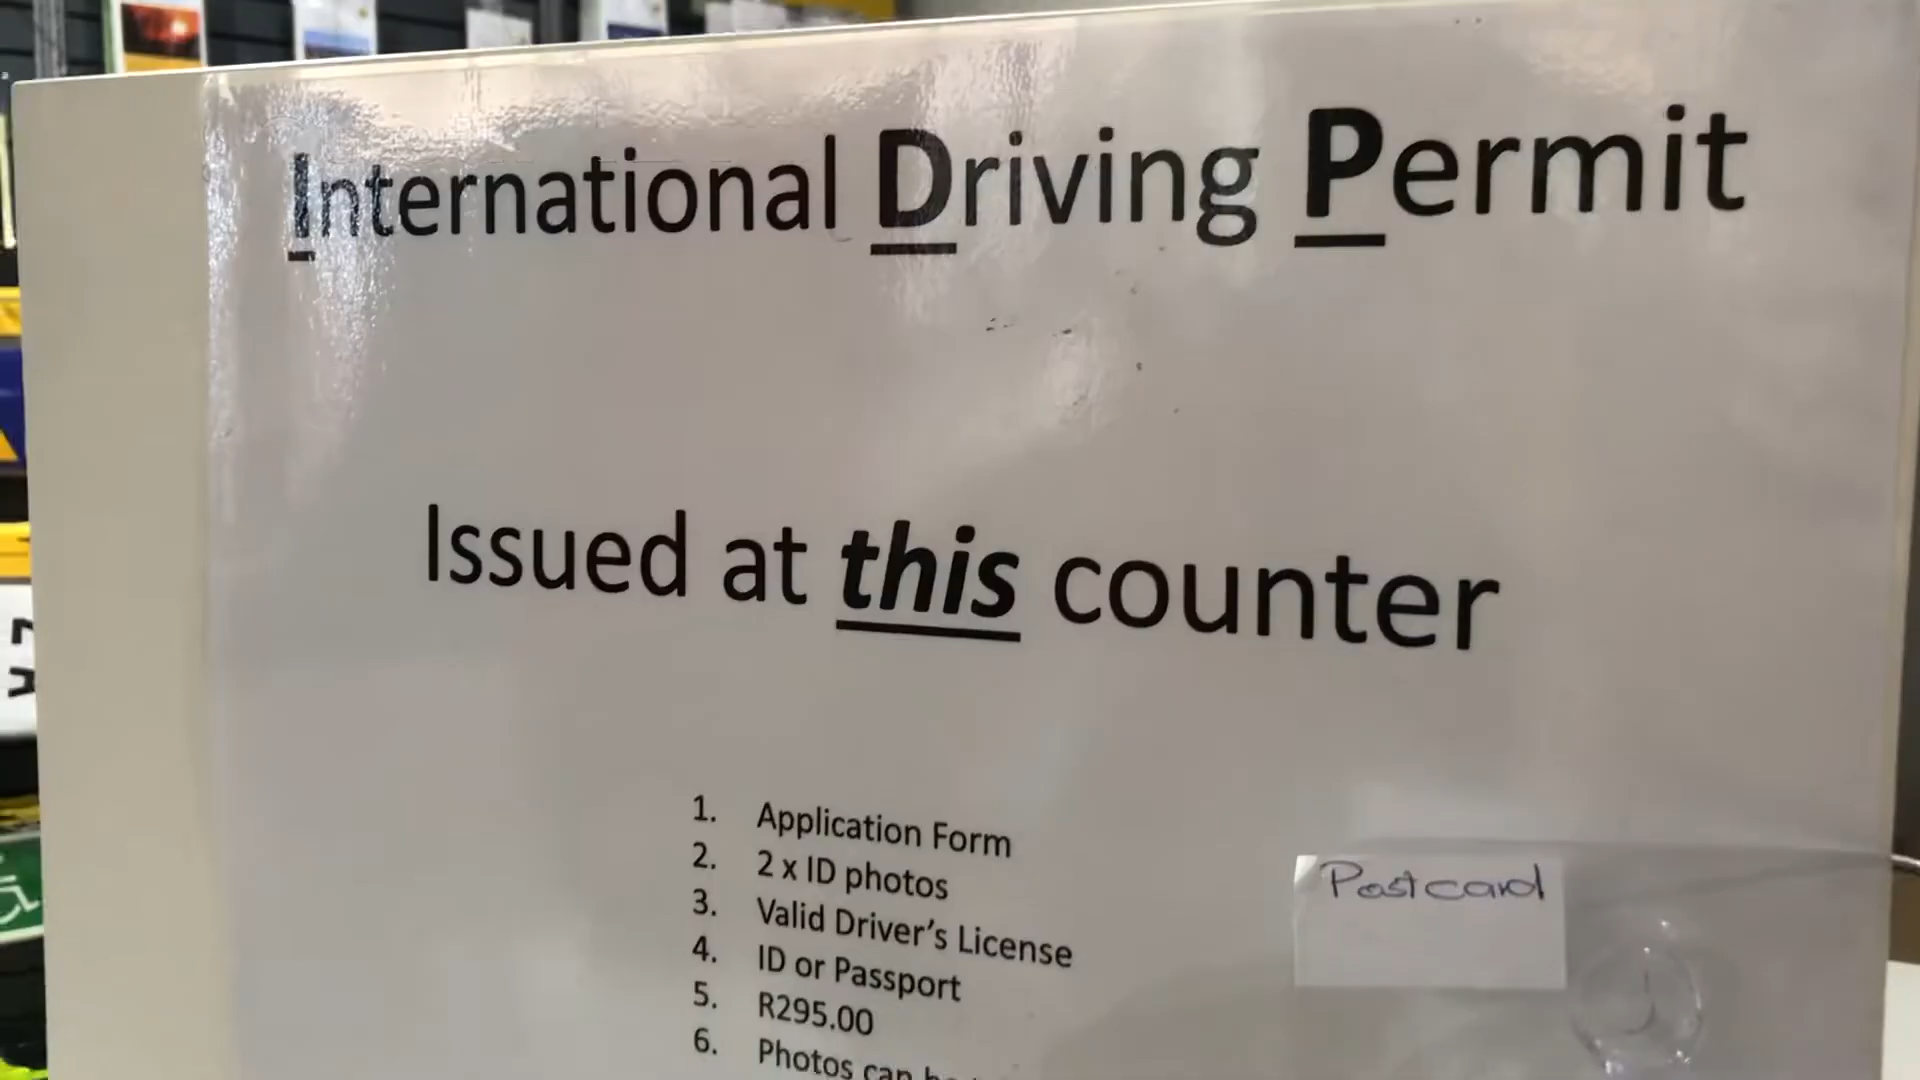 International Driving Permit
Issued at this counter
1. Application Form
2. 2 x ID photos
3. Valid Driver's License
4. ID or Passport
5. R295.00
6. Photos can
Postcard